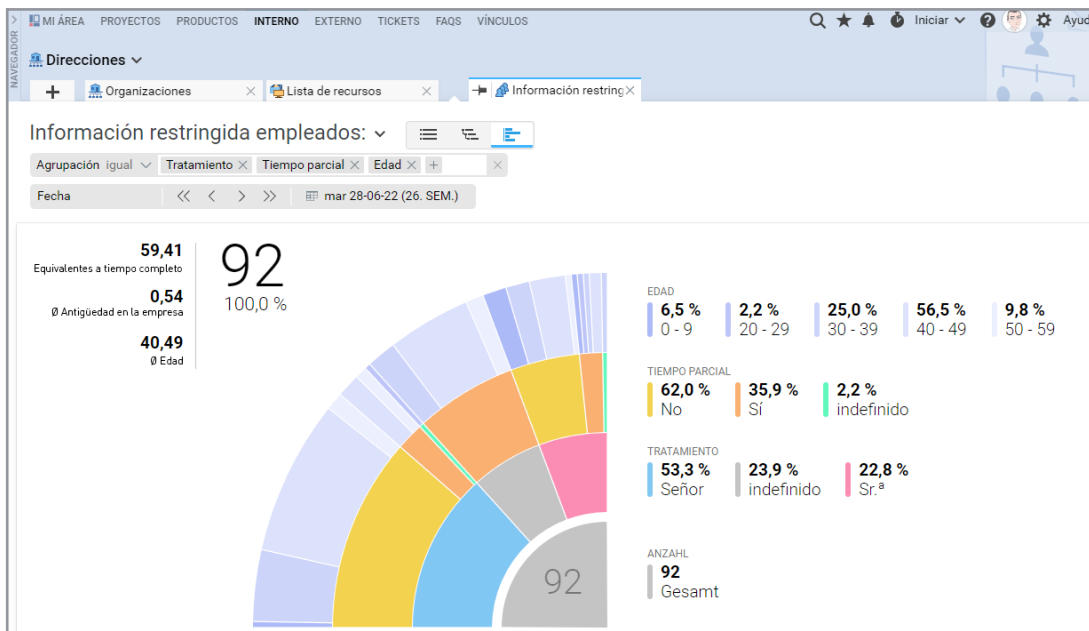 MI ÁREA PROYECTOS PRODUCTOS INTERNO EXTERNO TICKETS FAQS VÍNCULOS Iniciar ? Ayud
NAVEGADOR
Direcciones
+ Organizaciones Lista de recursos Información restring
Información restringida empleados:
Agrupación igual Tratamiento Tiempo parcial Edad +
Fecha mar 28-06-22 (26. SEM.)
59,41
Equivalentes a tiempo completo
0,54
Ø Antigüedad en la empresa
40,49
Ø Edad
92
100,0 %
EDAD
6,5 % 2,2 % 25,0 % 56,5 % 9,8 %
0 - 9 20 - 29 30 - 39 40 - 49 50 - 59
TIEMPO PARCIAL
62,0 % 35,9 % 2,2 %
No Sí indefinido
TRATAMIENTO
53,3 % 23,9 % 22,8 %
Señor indefinido Sr.ª
ANZAHL
92
Gesamt
92